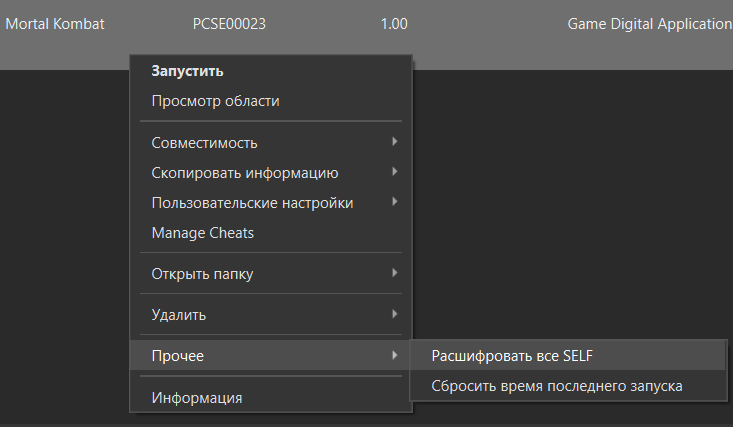 Mortal Kombat PCSE00023 1.00 Game Digital Application
Запустить
Просмотр области
Совместимость
Скопировать информацию
Пользовательские настройки
Manage Cheats
Открыть папку
Удалить
Прочее
Расшифровать все SELF
Сбросить время последнего запуска
Информация